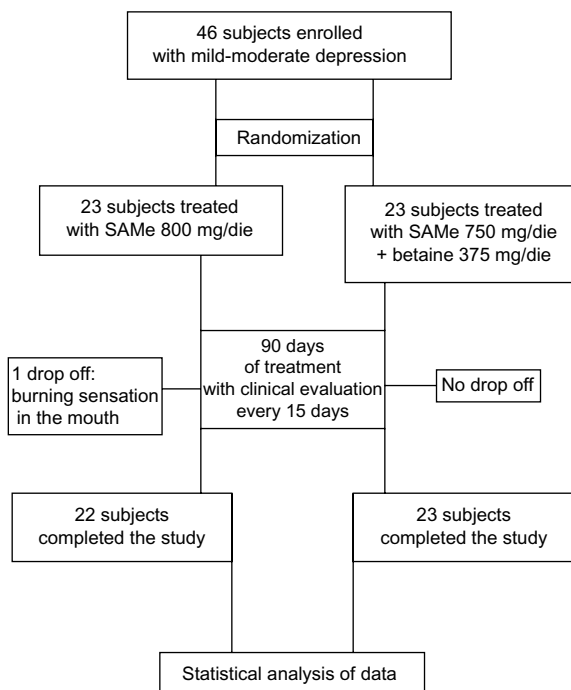 46 subjects enrolled
with mild-moderate depression
Randomization
23 subjects treated
with SAMe 800 mg/die
23 subjects treated
with SAMe 750 mg/die
+ betaine 375 mg/die
90 days
of treatment
with clinical evaluation
every 15 days
1 drop off:
burning sensation
in the mouth
No drop off
22 subjects
completed the study
23 subjects
completed the study
Statistical analysis of data